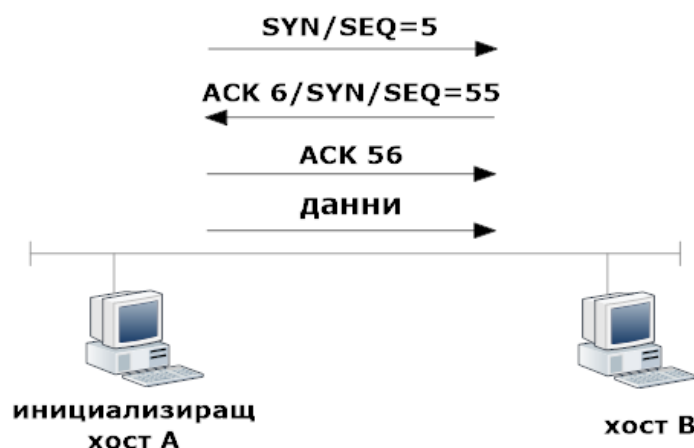 SYN/SEQ=5
ACK 6/SYN/SEQ=55
ACK 56
данни
инициализиращ
хост А
хост В